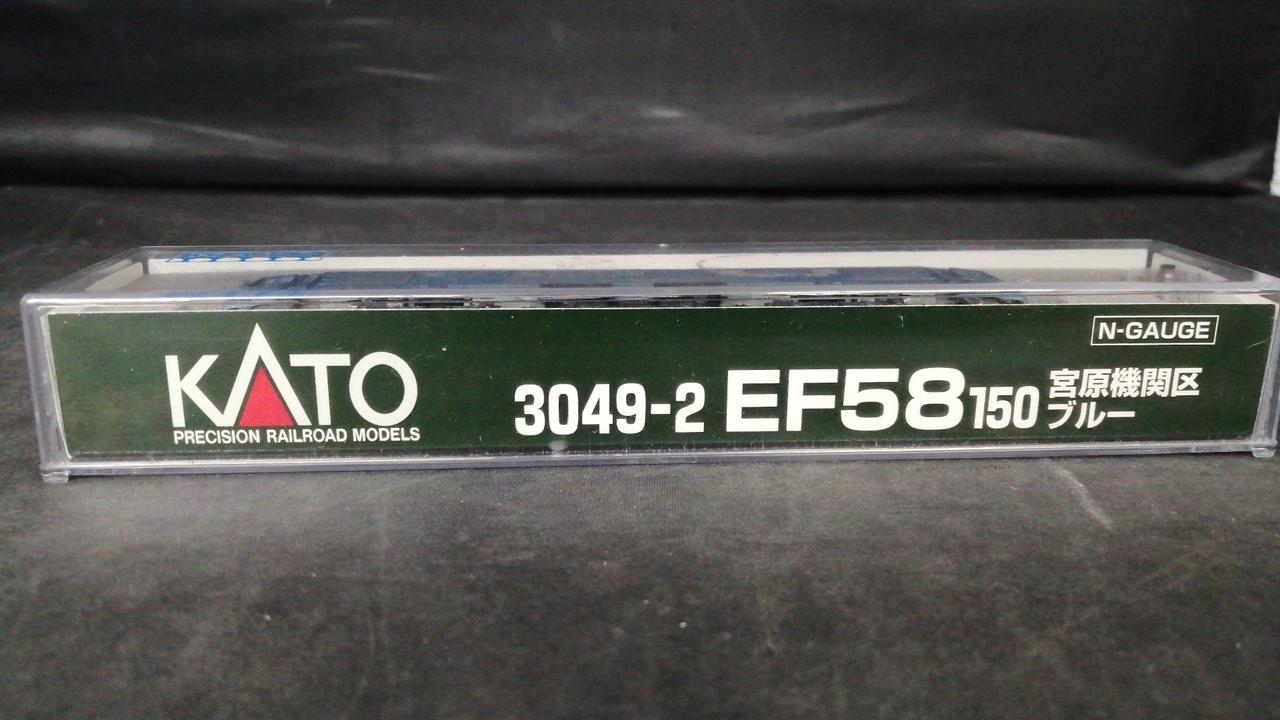 KATO
PRECISION RAILROAD MODELS
N-GAUGE
3049-2 EF58 150 宮原機関区
ブルー